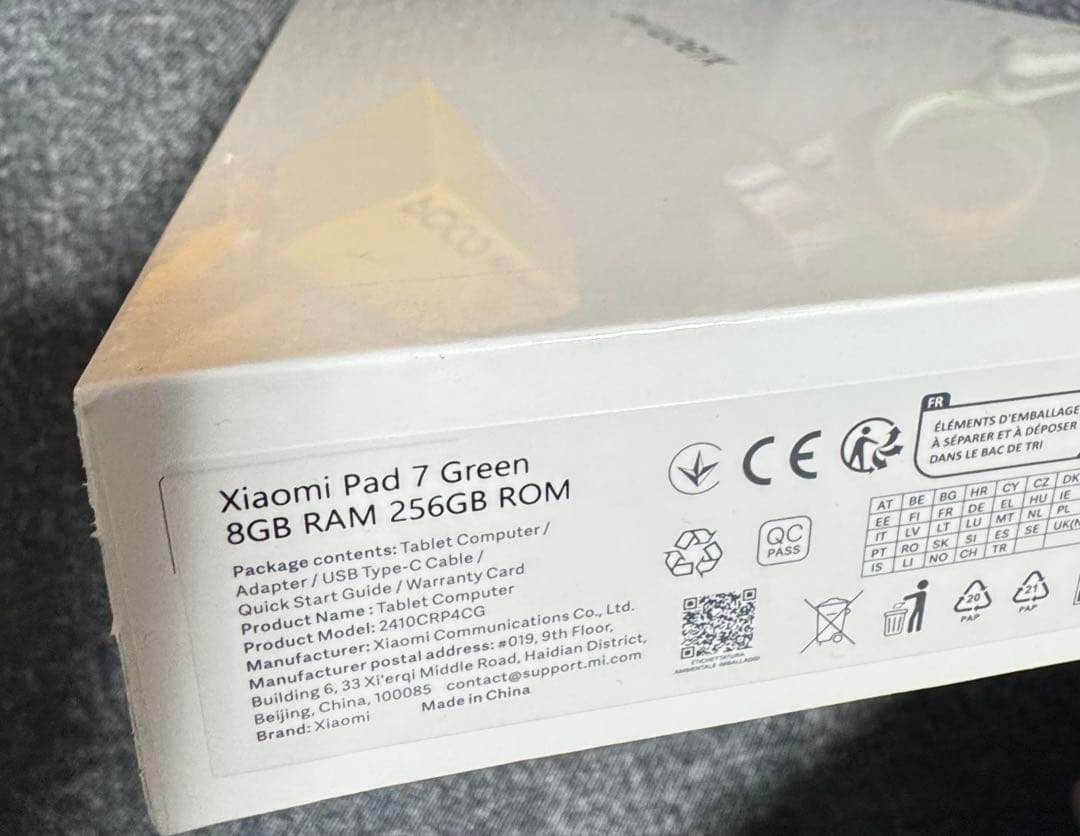 Xiaomi Pad 7 Green
8GB RAM 256GB ROM
Package contents: Tablet Computer /
Adapter / USB Type-C Cable /
Quick Start Guide / Warranty Card
Product Name : Tablet Computer
Product Model: 2410CRP4CG
Manufacturer: Xiaomi Communications Co., Ltd.
Manufacturer postal address: #019, 9th Floor,
Building 6, 33 Xi'erqi Middle Road, Haidian District,
Beijing, China, 100085 contact@support.mi.com
Brand: Xiaomi Made in China
CE
FR
ÉLÉMENTS D'EMBALLAGE
À SÉPARER ET À DÉPOSER
DANS LE BAC DE TRI
QC
PASS
AT BE BG HR CY CZ DK
EE FI FR DE EL HU IE
IT LV LT LU MT NL PL
PT RO SK SI ES SE UK(N
IS LI NO CH TR
ETICHETTATURA
AMBIENTALE IMBALLAGGI
20
PAP
21
PAP